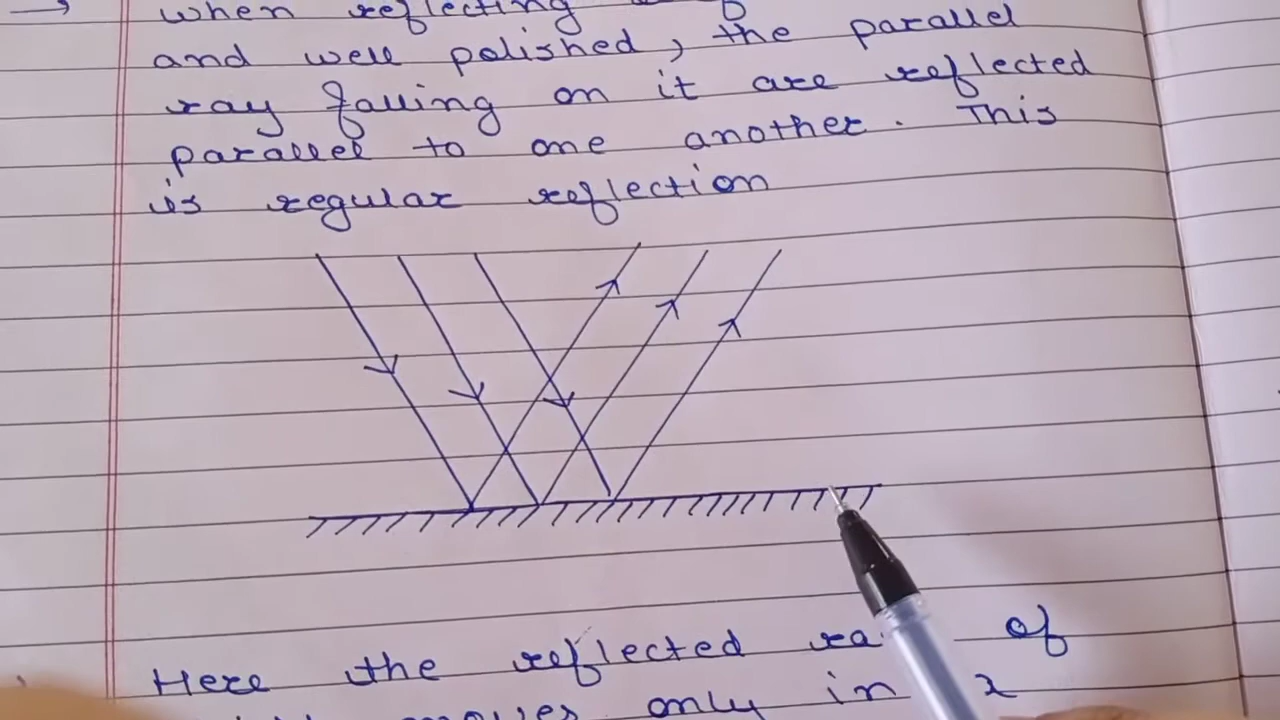 when reflecting
and well polished, the parallel
ray falling on it are reflected
parallel to one another. This
is regular reflection
Here the reflected of
moves only in